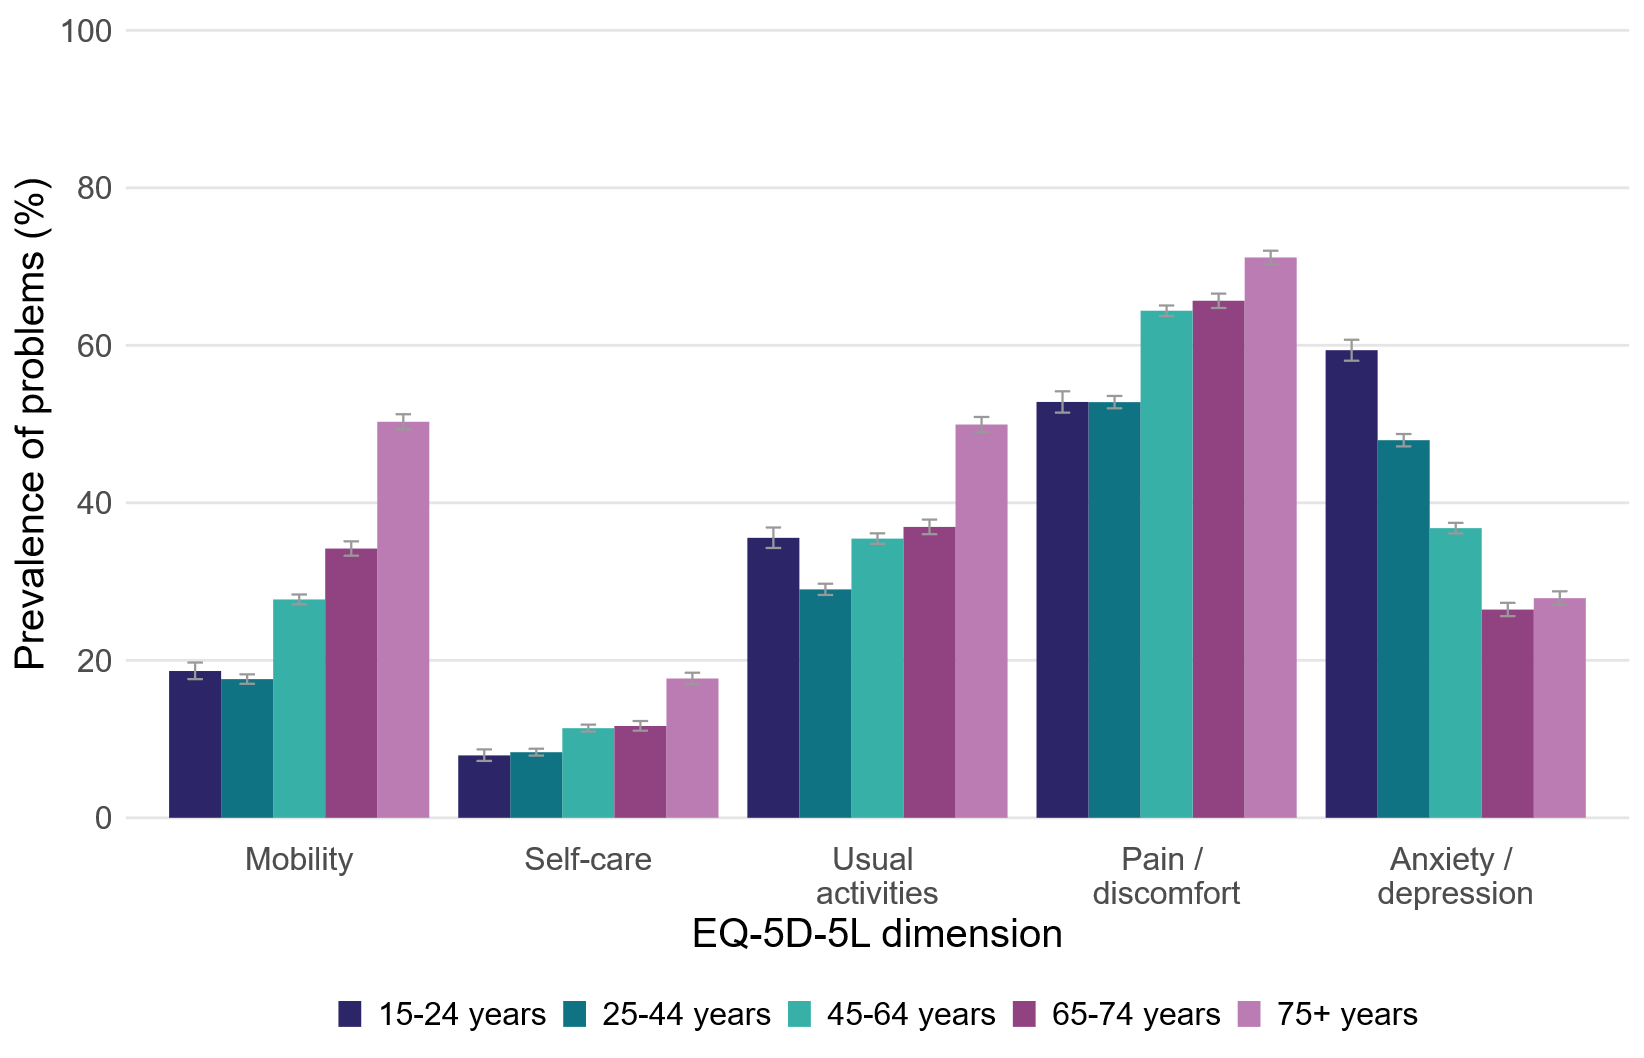 100
80
60
40
20
0
Prevalence of problems (%)
Mobility
Self-care
Usual
activities
Pain /
discomfort
Anxiety /
depression
EQ-5D-5L dimension
15-24 years
25-44 years
45-64 years
65-74 years
75+ years